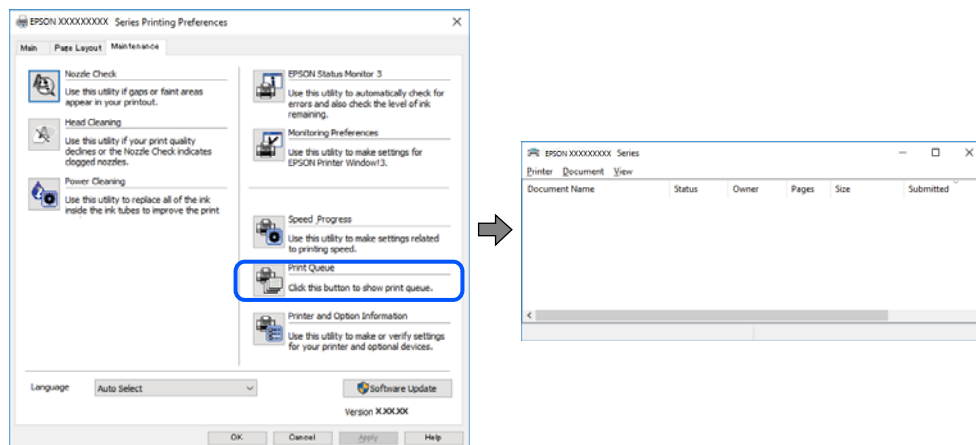 EPSON XXXXXXXXX Series Printing Preferences
Main Page Layout Maintenance
Nozzle Check
Use this utility if gaps or faint areas
appear in your printout.
Head Cleaning
Use this utility if your print quality
declines or the Nozzle Check indicates
clogged nozzles.
Power Cleaning
Use this utility to replace all of the ink
inside the ink tubes to improve the print
EPSON Status Monitor 3
Use this utility to automatically check for
errors and also check the level of ink
remaining.
Monitoring Preferences
Use this utility to make settings for
EPSON Printer Window!3.
Speed_Progress
Use this utility to make settings related
to printing speed.
Print Queue
Click this button to show print queue.
Printer and Option Information
Use this utility to make or verify settings
for your printer and optional devices.
Language Auto Select
Software Update
Version X.XX.XX
OK Cancel Apply Help
EPSON XXXXXXXXX Series
Printer Document View
Document Name Status Owner Pages Size Submitted